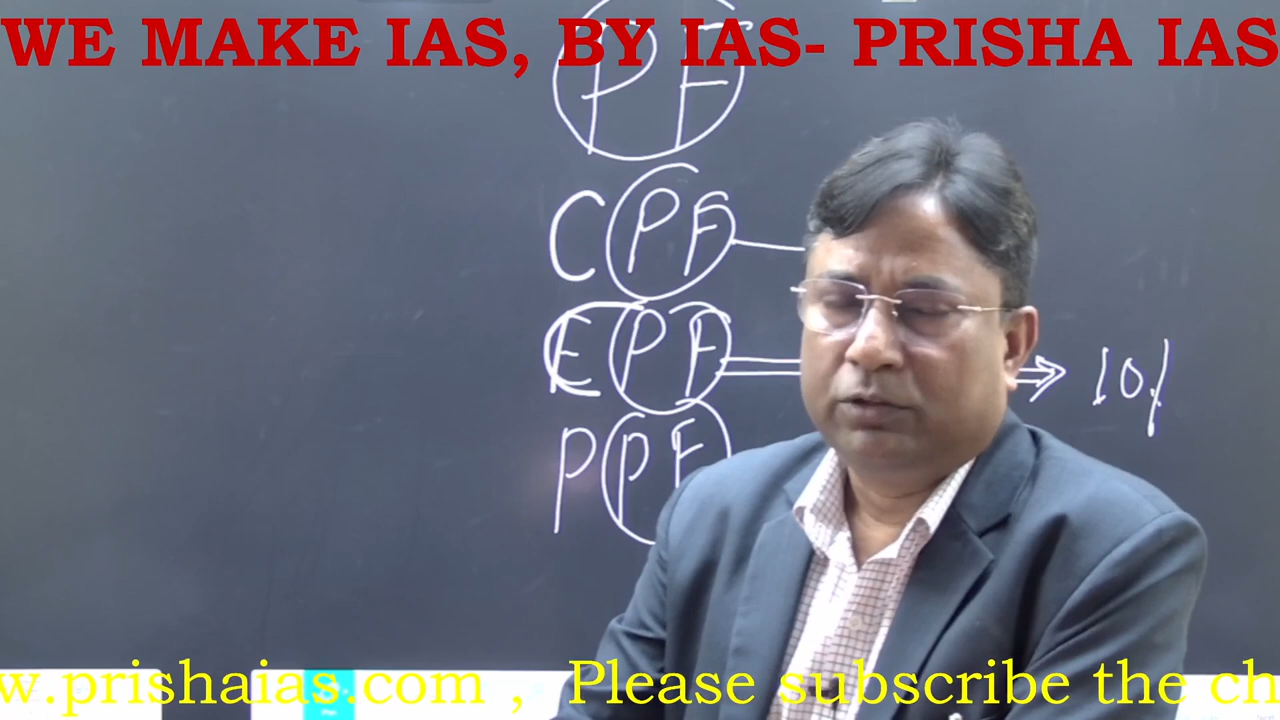 WE MAKE IAS, BY IAS- PRISHA IAS
PF
CPF
EPF 10%
PPF
w.prishaias.com , Please subscribe the ch